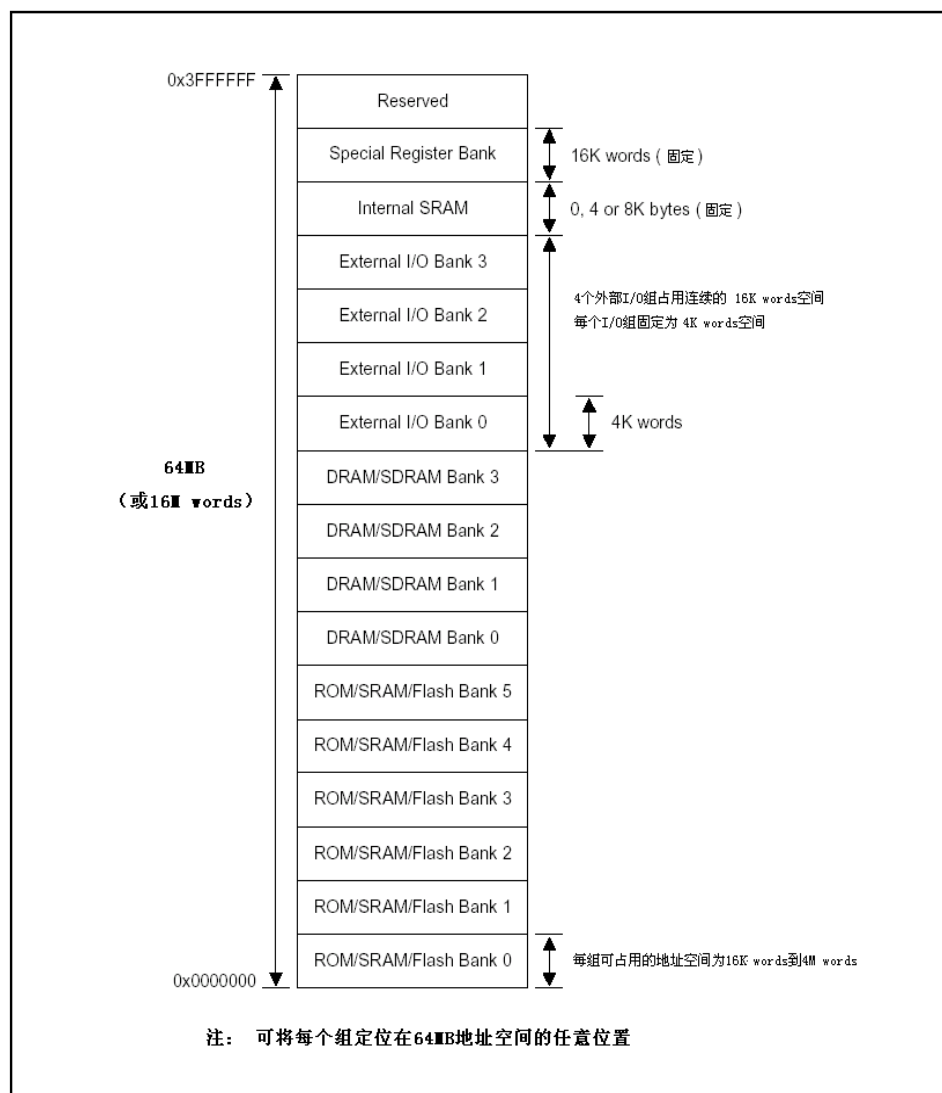 0x3FFFFFF
Reserved
Special Register Bank
16K words ( 固定 )
Internal SRAM
0, 4 or 8K bytes ( 固定 )
External I/O Bank 3
4个外部I/O组占用连续的 16K words空间
每个I/O组固定为 4K words空间
External I/O Bank 2
External I/O Bank 1
External I/O Bank 0
4K words
64MB
（或16M words）
DRAM/SDRAM Bank 3
DRAM/SDRAM Bank 2
DRAM/SDRAM Bank 1
DRAM/SDRAM Bank 0
ROM/SRAM/Flash Bank 5
ROM/SRAM/Flash Bank 4
ROM/SRAM/Flash Bank 3
ROM/SRAM/Flash Bank 2
ROM/SRAM/Flash Bank 1
ROM/SRAM/Flash Bank 0
每组可占用的地址空间为16K words到4M words
0x0000000
注： 可将每个组定位在64MB地址空间的任意位置